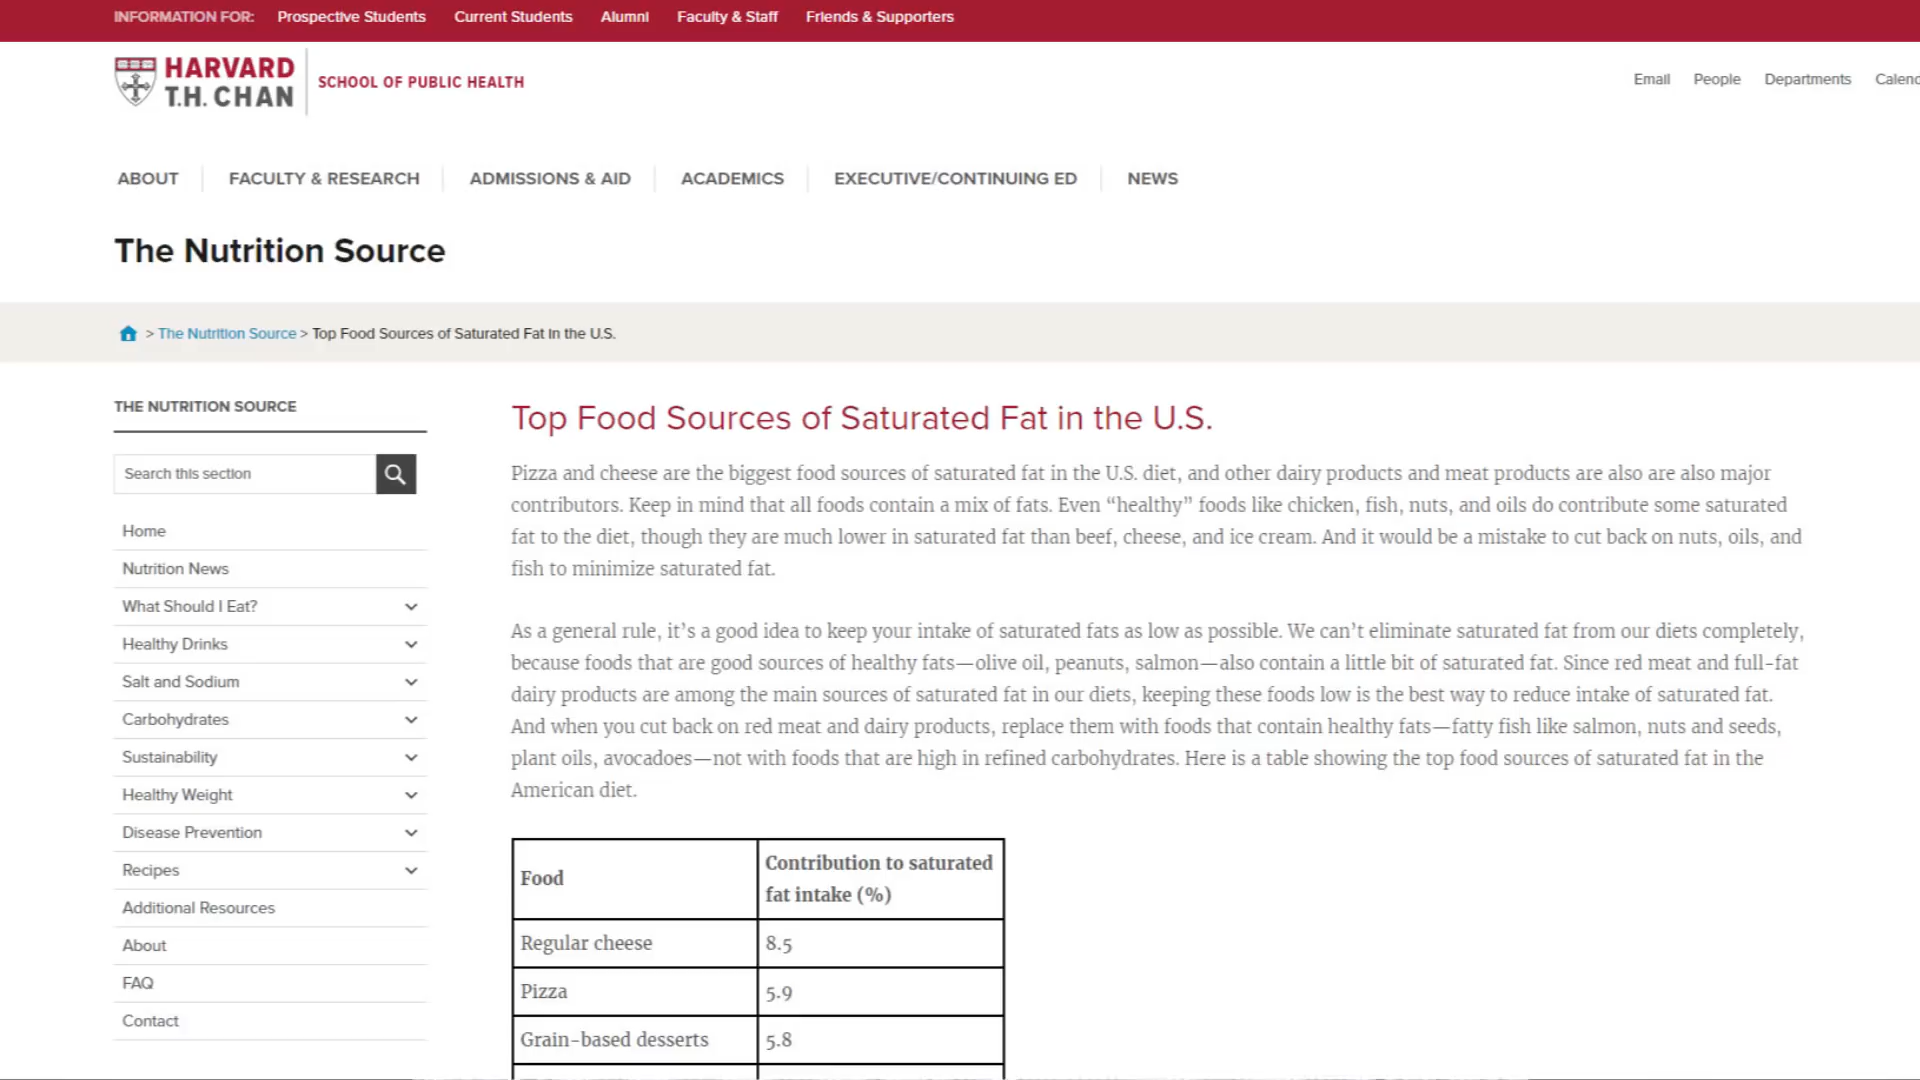 INFORMATION FOR: Prospective Students Current Students Alumni Faculty & Staff Friends & Supporters
HARVARD
T.H. CHAN
SCHOOL OF PUBLIC HEALTH
Email People Departments Calend
ABOUT FACULTY & RESEARCH ADMISSIONS & AID ACADEMICS EXECUTIVE/CONTINUING ED NEWS
The Nutrition Source
> The Nutrition Source > Top Food Sources of Saturated Fat in the U.S.
THE NUTRITION SOURCE
Search this section
Home
Nutrition News
What Should I Eat?
Healthy Drinks
Salt and Sodium
Carbohydrates
Sustainability
Healthy Weight
Disease Prevention
Recipes
Additional Resources
About
FAQ
Contact
Top Food Sources of Saturated Fat in the U.S.
Pizza and cheese are the biggest food sources of saturated fat in the U.S. diet, and other dairy products and meat products are also are also major
contributors. Keep in mind that all foods contain a mix of fats. Even “healthy” foods like chicken, fish, nuts, and oils do contribute some saturated
fat to the diet, though they are much lower in saturated fat than beef, cheese, and ice cream. And it would be a mistake to cut back on nuts, oils, and
fish to minimize saturated fat.
As a general rule, it’s a good idea to keep your intake of saturated fats as low as possible. We can’t eliminate saturated fat from our diets completely,
because foods that are good sources of healthy fats—olive oil, peanuts, salmon—also contain a little bit of saturated fat. Since red meat and full-fat
dairy products are among the main sources of saturated fat in our diets, keeping these foods low is the best way to reduce intake of saturated fat.
And when you cut back on red meat and dairy products, replace them with foods that contain healthy fats—fatty fish like salmon, nuts and seeds,
plant oils, avocadoes—not with foods that are high in refined carbohydrates. Here is a table showing the top food sources of saturated fat in the
American diet.
Food Contribution to saturated
fat intake (%)
Regular cheese 8.5
Pizza 5.9
Grain-based desserts 5.8